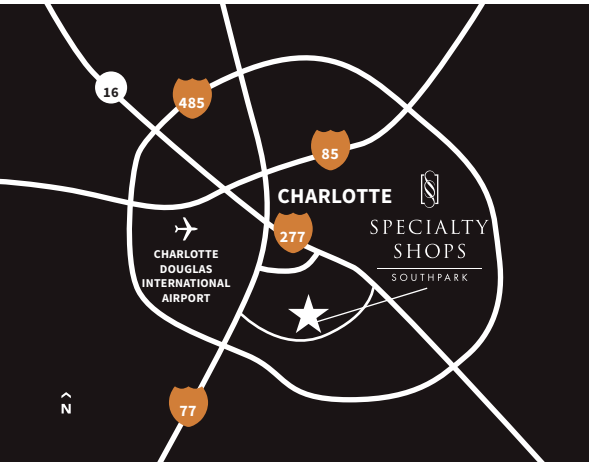 16
485
85
CHARLOTTE
277
SPECIALTY
SHOPS
SOUTHPARK
CHARLOTTE
DOUGLAS
INTERNATIONAL
AIRPORT
77
N